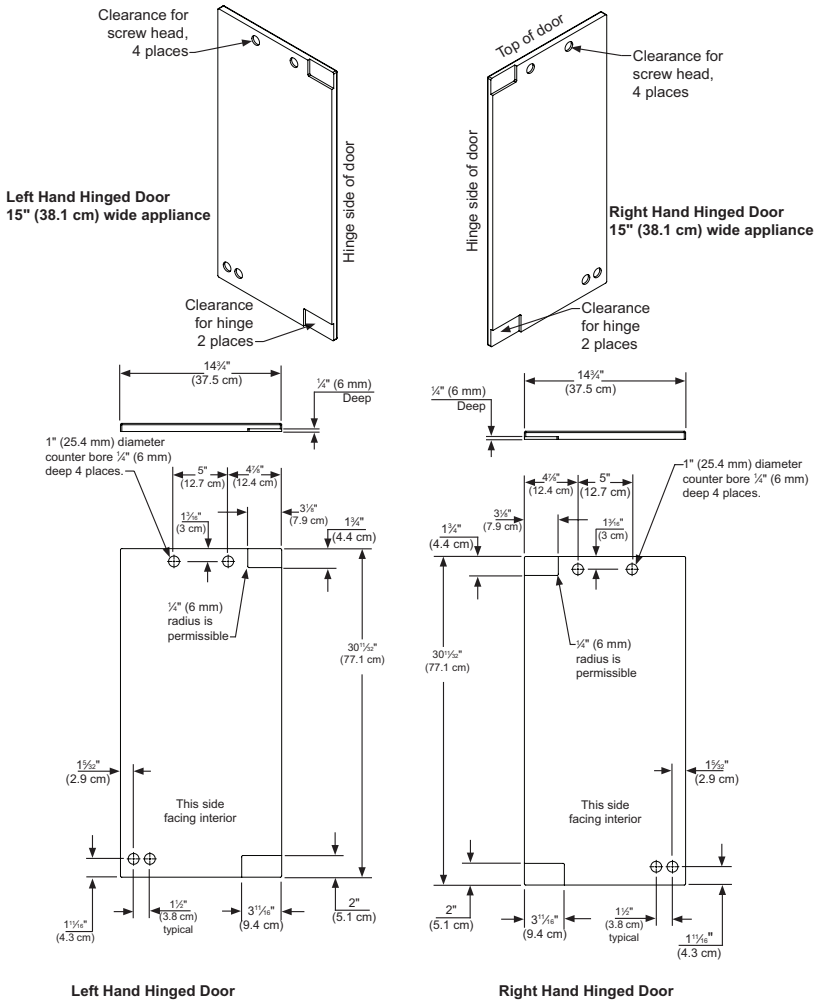 Clearance for
screw head,
4 places
Hinge side of door
Left Hand Hinged Door
15" (38.1 cm) wide appliance
Clearance
for hinge
2 places
Top of door
Clearance for
screw head,
4 places
Hinge side of door
Right Hand Hinged Door
15" (38.1 cm) wide appliance
Clearance
for hinge
2 places
14¾"
(37.5 cm)
¼" (6 mm)
Deep
1" (25.4 mm) diameter
counter bore ¼" (6 mm)
deep 4 places.
5"
(12.7 cm)
4⅞"
(12.4 cm)
1³⁄₁₆"
(3 cm)
3⅛"
(7.9 cm)
1¾"
(4.4 cm)
¼" (6 mm)
radius is
permissible
30¹¹⁄₃₂"
(77.1 cm)
1⁵⁄₃₂"
(2.9 cm)
This side
facing interior
1¹¹⁄₁₆"
(4.3 cm)
1½"
(3.8 cm)
typical
3¹¹⁄₁₆"
(9.4 cm)
2"
(5.1 cm)
Left Hand Hinged Door
14¾"
(37.5 cm)
¼" (6 mm)
Deep
4⅞"
(12.4 cm)
5"
(12.7 cm)
1" (25.4 mm) diameter
counter bore ¼" (6 mm)
deep 4 places.
3⅛"
(7.9 cm)
1³⁄₁₆"
(3 cm)
1¾"
(4.4 cm)
¼" (6 mm)
radius is
permissible
30¹¹⁄₃₂"
(77.1 cm)
1⁵⁄₃₂"
(2.9 cm)
This side
facing interior
2"
(5.1 cm)
3¹¹⁄₁₆"
(9.4 cm)
1½"
(3.8 cm)
typical
1¹¹⁄₁₆"
(4.3 cm)
Right Hand Hinged Door